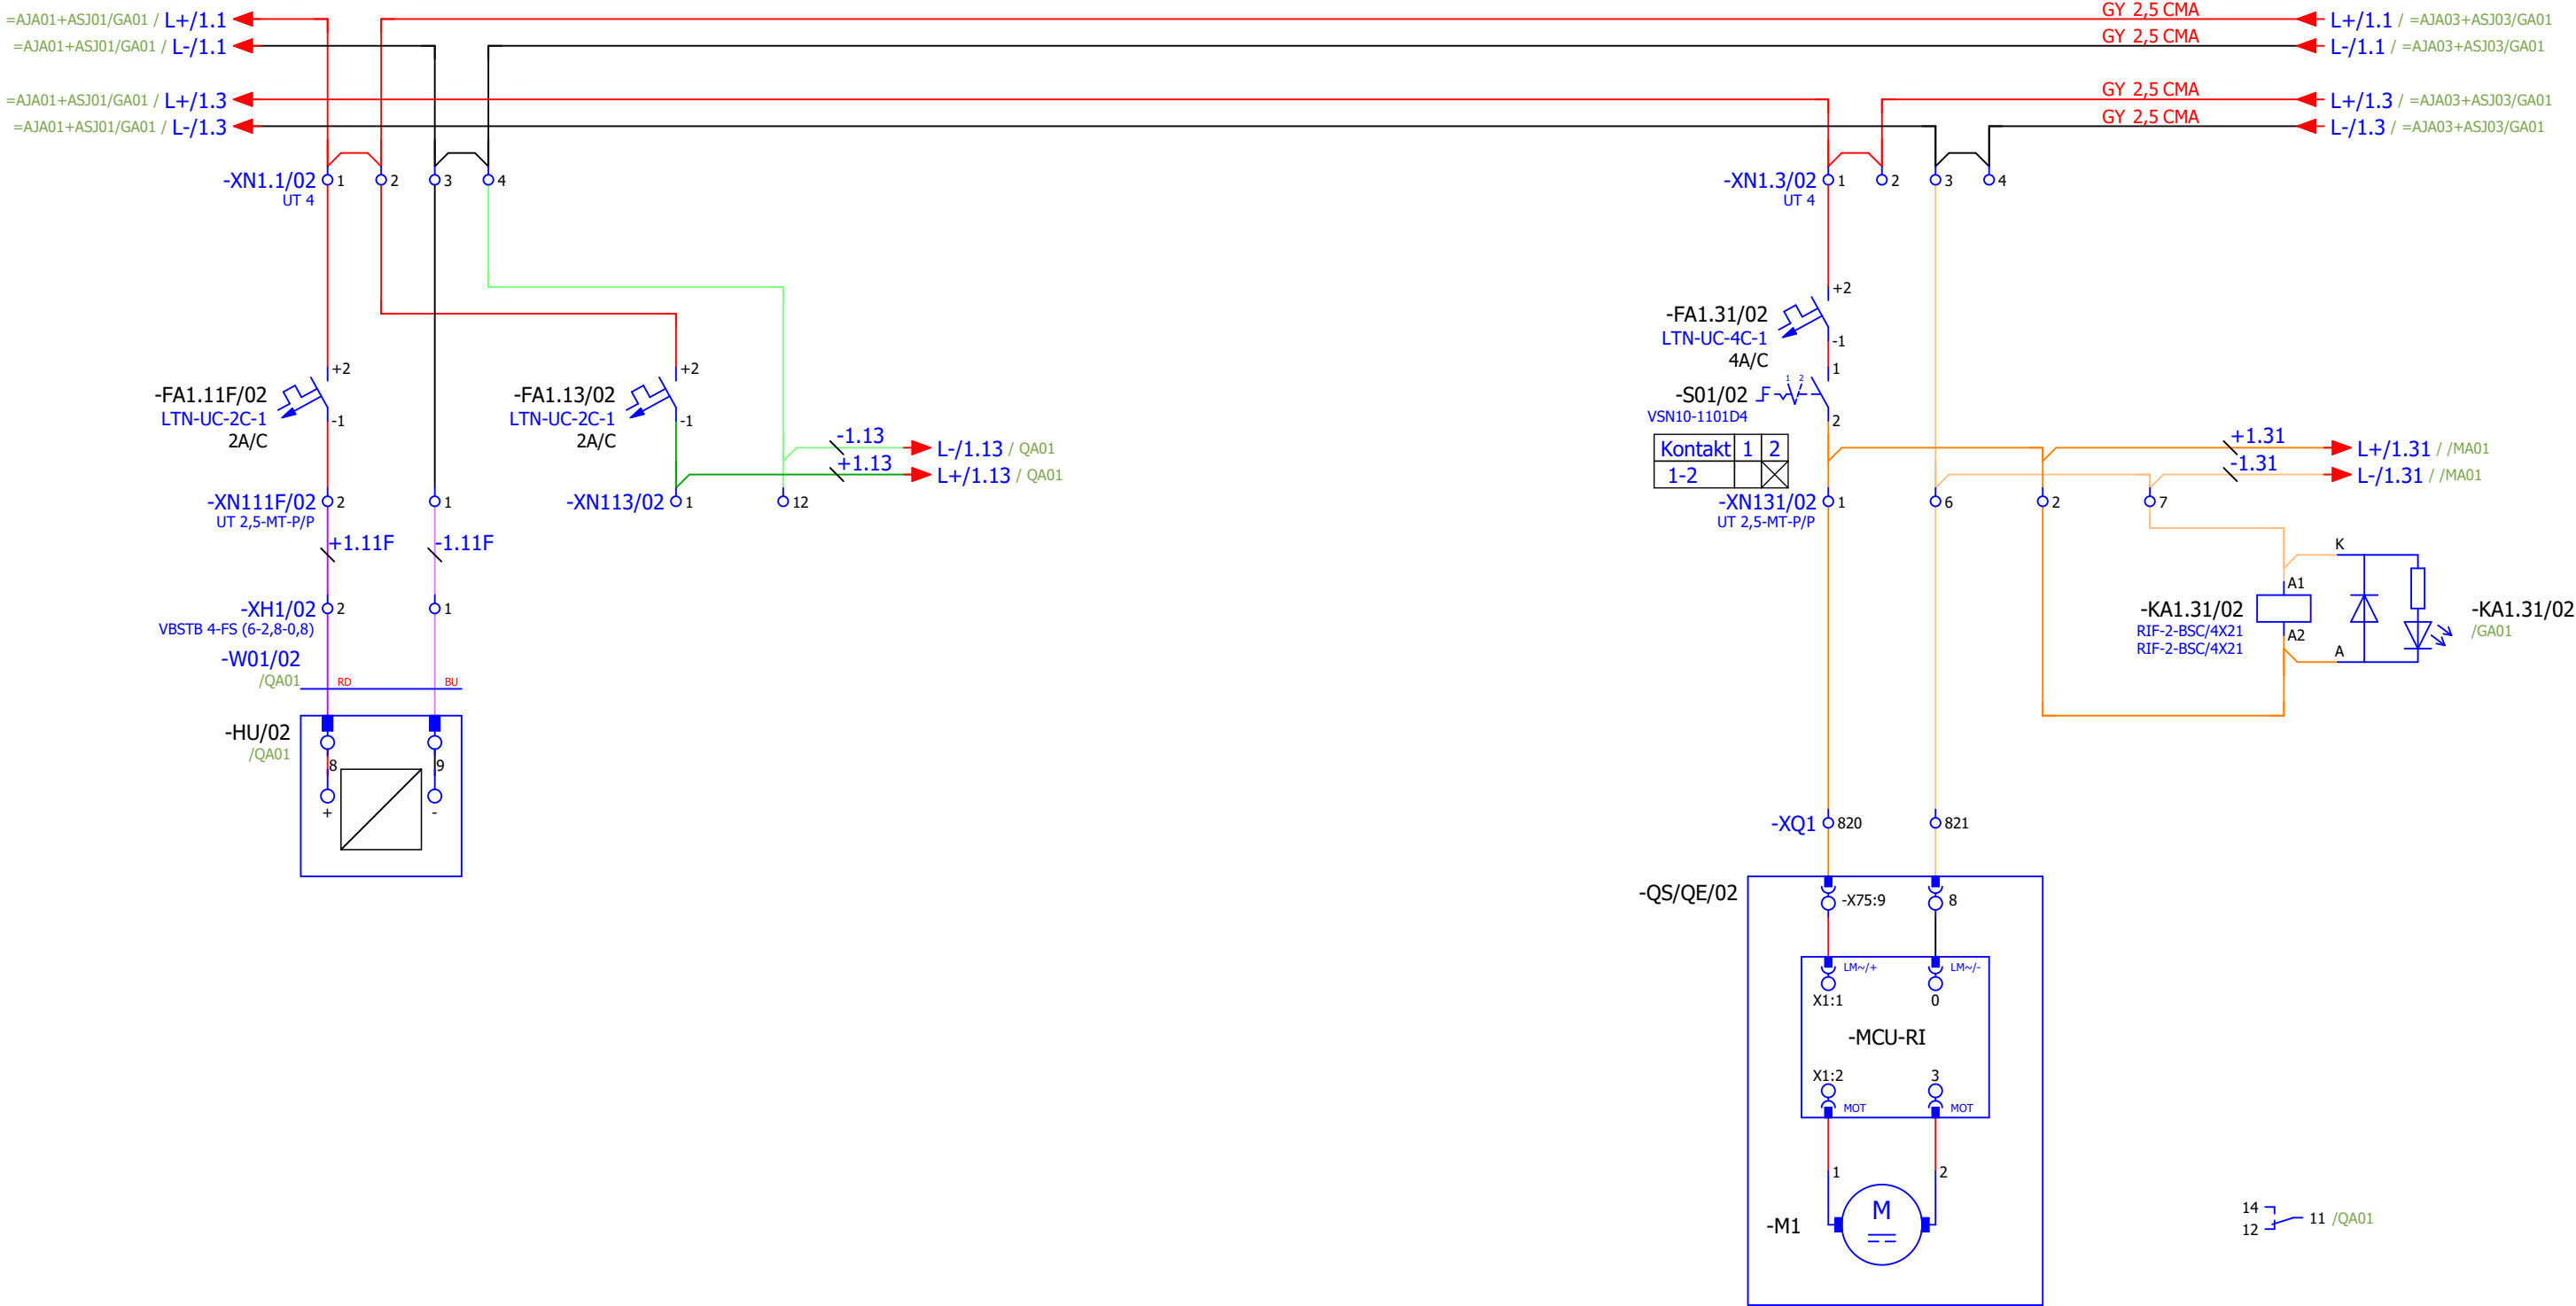 =AJA01+ASJ01/GA01 / L+/1.1
GY 2,5 CMA
L+/1.1 / =AJA03+ASJ03/GA01
=AJA01+ASJ01/GA01 / L-/1.1
GY 2,5 CMA
L-/1.1 / =AJA03+ASJ03/GA01
=AJA01+ASJ01/GA01 / L+/1.3
GY 2,5 CMA
L+/1.3 / =AJA03+ASJ03/GA01
=AJA01+ASJ01/GA01 / L-/1.3
GY 2,5 CMA
L-/1.3 / =AJA03+ASJ03/GA01
-XN1.1/02 1 2 3 4
UT 4
-XN1.3/02 1 2 3 4
UT 4
+2
-FA1.11F/02
LTN-UC-2C-1
2A/C
-1
+2
-FA1.13/02
LTN-UC-2C-1
2A/C
-1
-1.13
L-/1.13 / QA01
+1.13
L+/1.13 / QA01
+2
-FA1.31/02
LTN-UC-4C-1
4A/C
-1
1
1 2
-S01/02
VSN10-1101D4
2
Kontakt 1 2
1-2
+1.31
L+/1.31 / /MA01
-1.31
L-/1.31 / /MA01
-XN111F/02 2 1
UT 2,5-MT-P/P
-XN113/02 1 12
-XN131/02 1 6 2 7
UT 2,5-MT-P/P
+1.11F
-1.11F
-XH1/02 2 1
VBSTB 4-FS (6-2,8-0,8)
-W01/02
/QA01
RD
BU
-HU/02
/QA01
8
9
+
-
K
A1
-KA1.31/02
RIF-2-BSC/4X21
RIF-2-BSC/4X21
A2
A
-KA1.31/02
/GA01
-XQ1 820 821
-QS/QE/02
-X75:9
8
LM~/+
LM~/-
X1:1
0
-MCU-RI
X1:2
3
MOT
MOT
1
2
-M1
M
14
12
11 /QA01